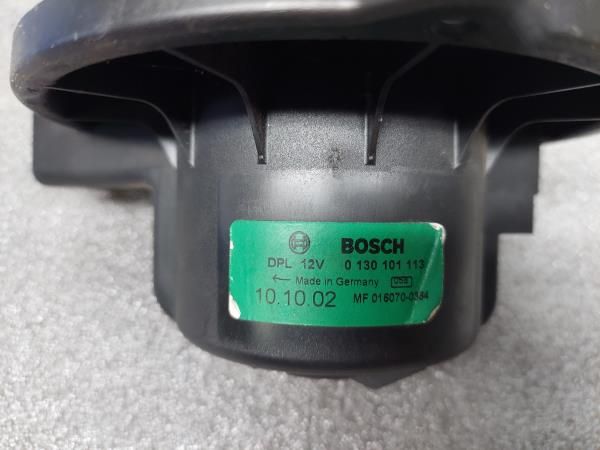 BOSCH
DPL 12V 0 130 101 113
← Made in Germany
10.10.02 MF 016070-0384